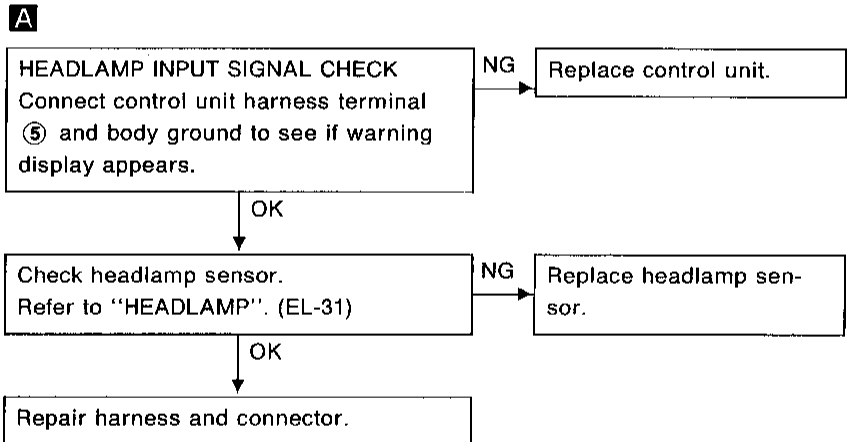 A
HEADLAMP INPUT SIGNAL CHECK
Connect control unit harness terminal
⑤ and body ground to see if warning
display appears.
NG
Replace control unit.
OK
Check headlamp sensor.
Refer to "HEADLAMP". (EL-31)
NG
Replace headlamp sen-
sor.
OK
Repair harness and connector.